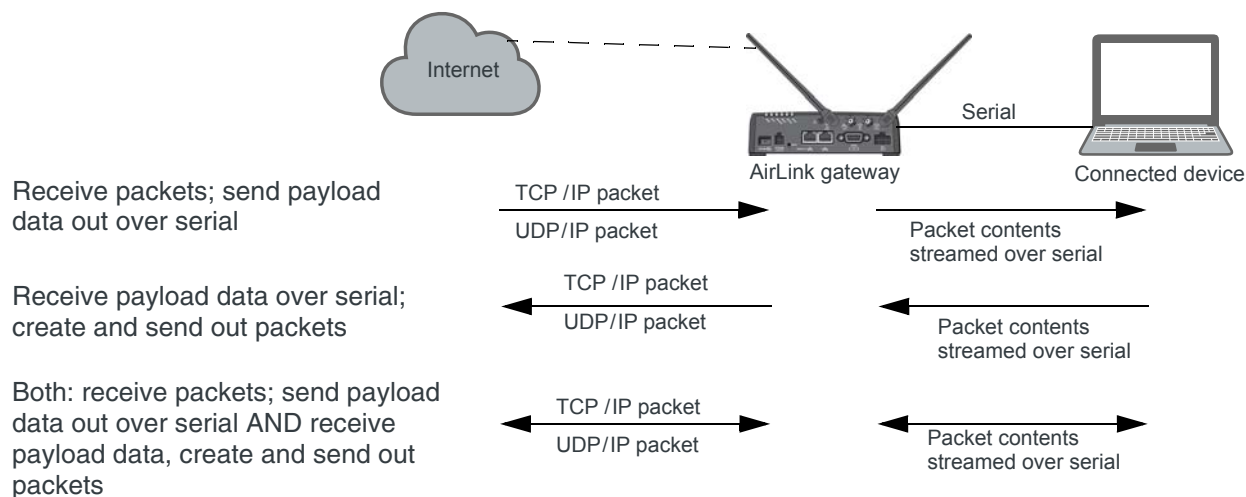 Internet
Serial
AirLink gateway
Connected device
Receive packets; send payload
data out over serial
TCP /IP packet
UDP/IP packet
Packet contents
streamed over serial
Receive payload data over serial;
create and send out packets
TCP /IP packet
UDP/IP packet
Packet contents
streamed over serial
Both: receive packets; send payload
data out over serial AND receive
payload data, create and send out
packets
TCP /IP packet
UDP/IP packet
Packet contents
streamed over serial